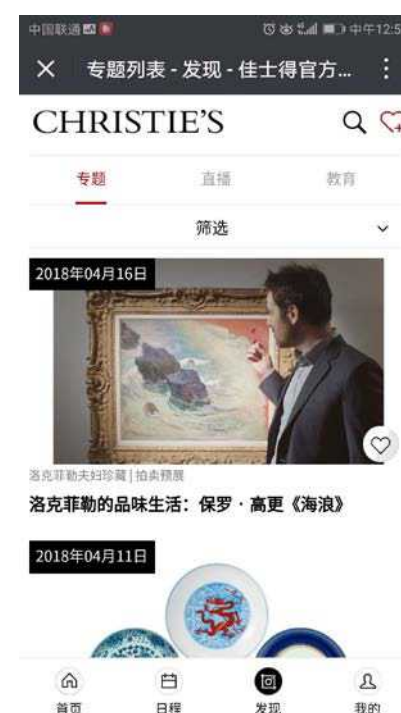 中国联通
中午12:5
专题列表 - 发现 - 佳士得官方...
CHRISTIE'S
专题 直播 教育
筛选
2018年04月16日
洛克菲勒夫妇珍藏 | 拍卖预展
洛克菲勒的品味生活：保罗 · 高更《海浪》
2018年04月11日
首页 日程 发现 我的